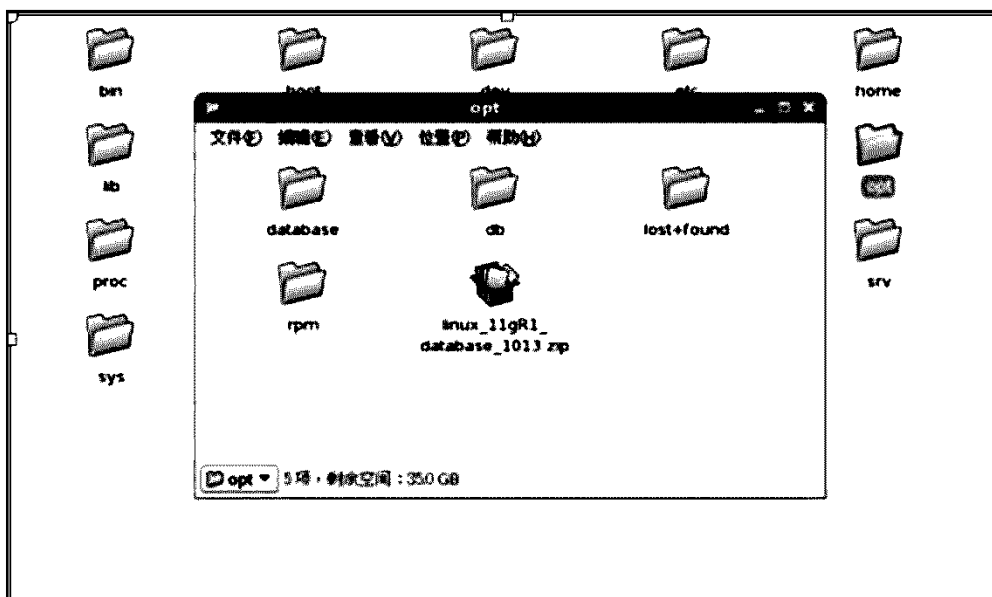 bin
home
opt
文件(F) 编辑(E) 查看(V) 位置(P) 帮助(H)
lib
database
db
lost+found
proc
srv
rpm
linux_11gR1_
database_1013.zip
sys
opt 5 项，剩余空间：35.0 GB